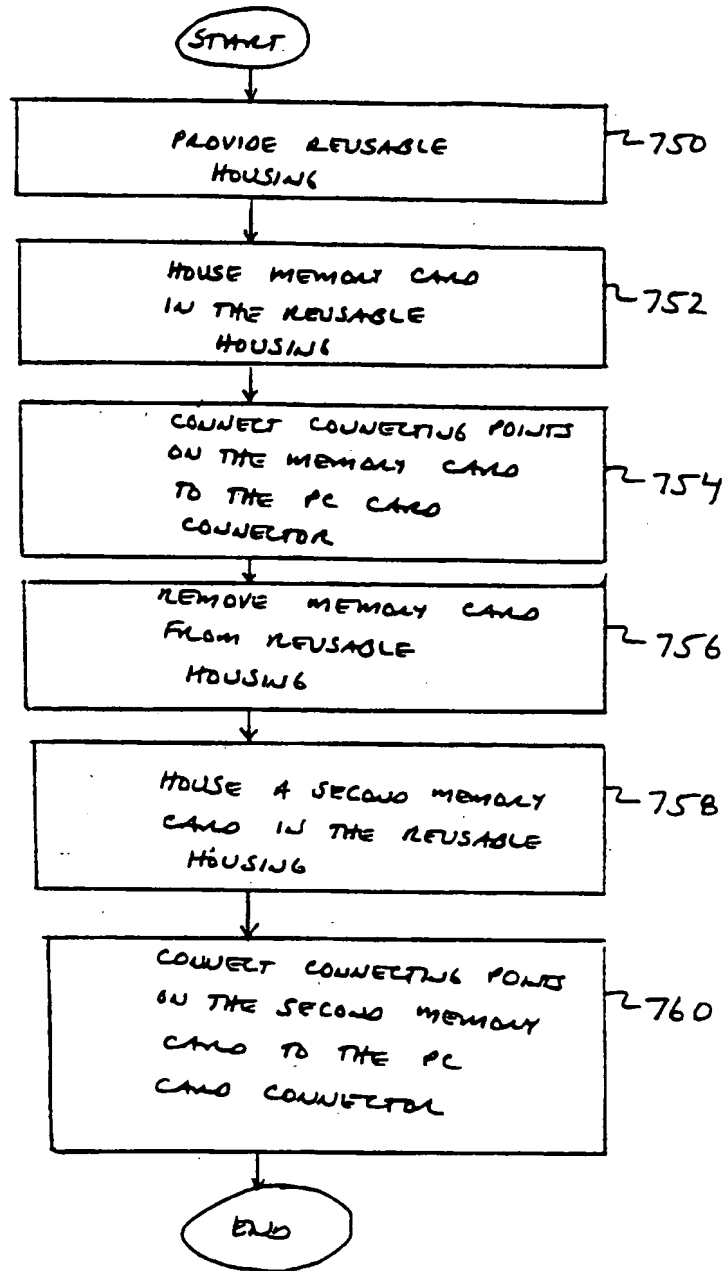 START
PROVIDE REUSABLE
HOUSING
750
HOUSE MEMORY CARD
IN THE REUSABLE
HOUSING
752
CONNECT CONNECTING POINTS
ON THE MEMORY CARD
TO THE PC CARD
CONNECTOR
754
REMOVE MEMORY CARD
FROM REUSABLE
HOUSING
756
HOUSE A SECOND MEMORY
CARD IN THE REUSABLE
HOUSING
758
CONNECT CONNECTING POINTS
ON THE SECOND MEMORY
CARD TO THE PC
CARD CONNECTOR
760
END